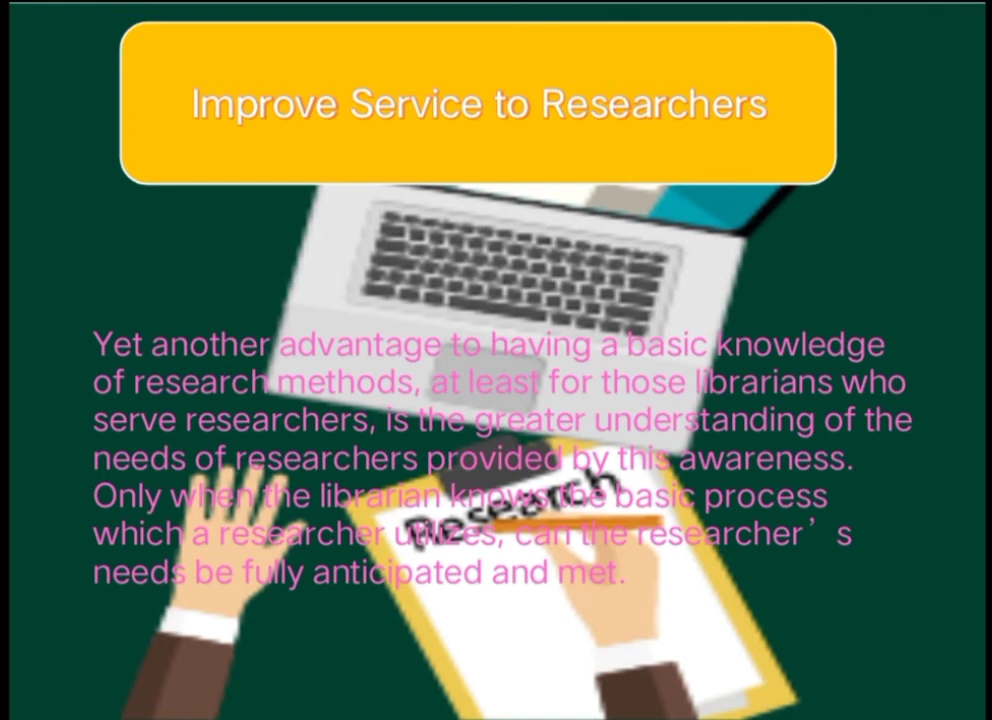 Improve Service to Researchers
Yet another advantage to having a basic knowledge
of research methods, at least for those librarians who
serve researchers, is the greater understanding of the
needs of researchers provided by this awareness.
Only when the librarian knows the basic process
which a researcher utilizes, can the researcher’s
needs be fully anticipated and met.
Research